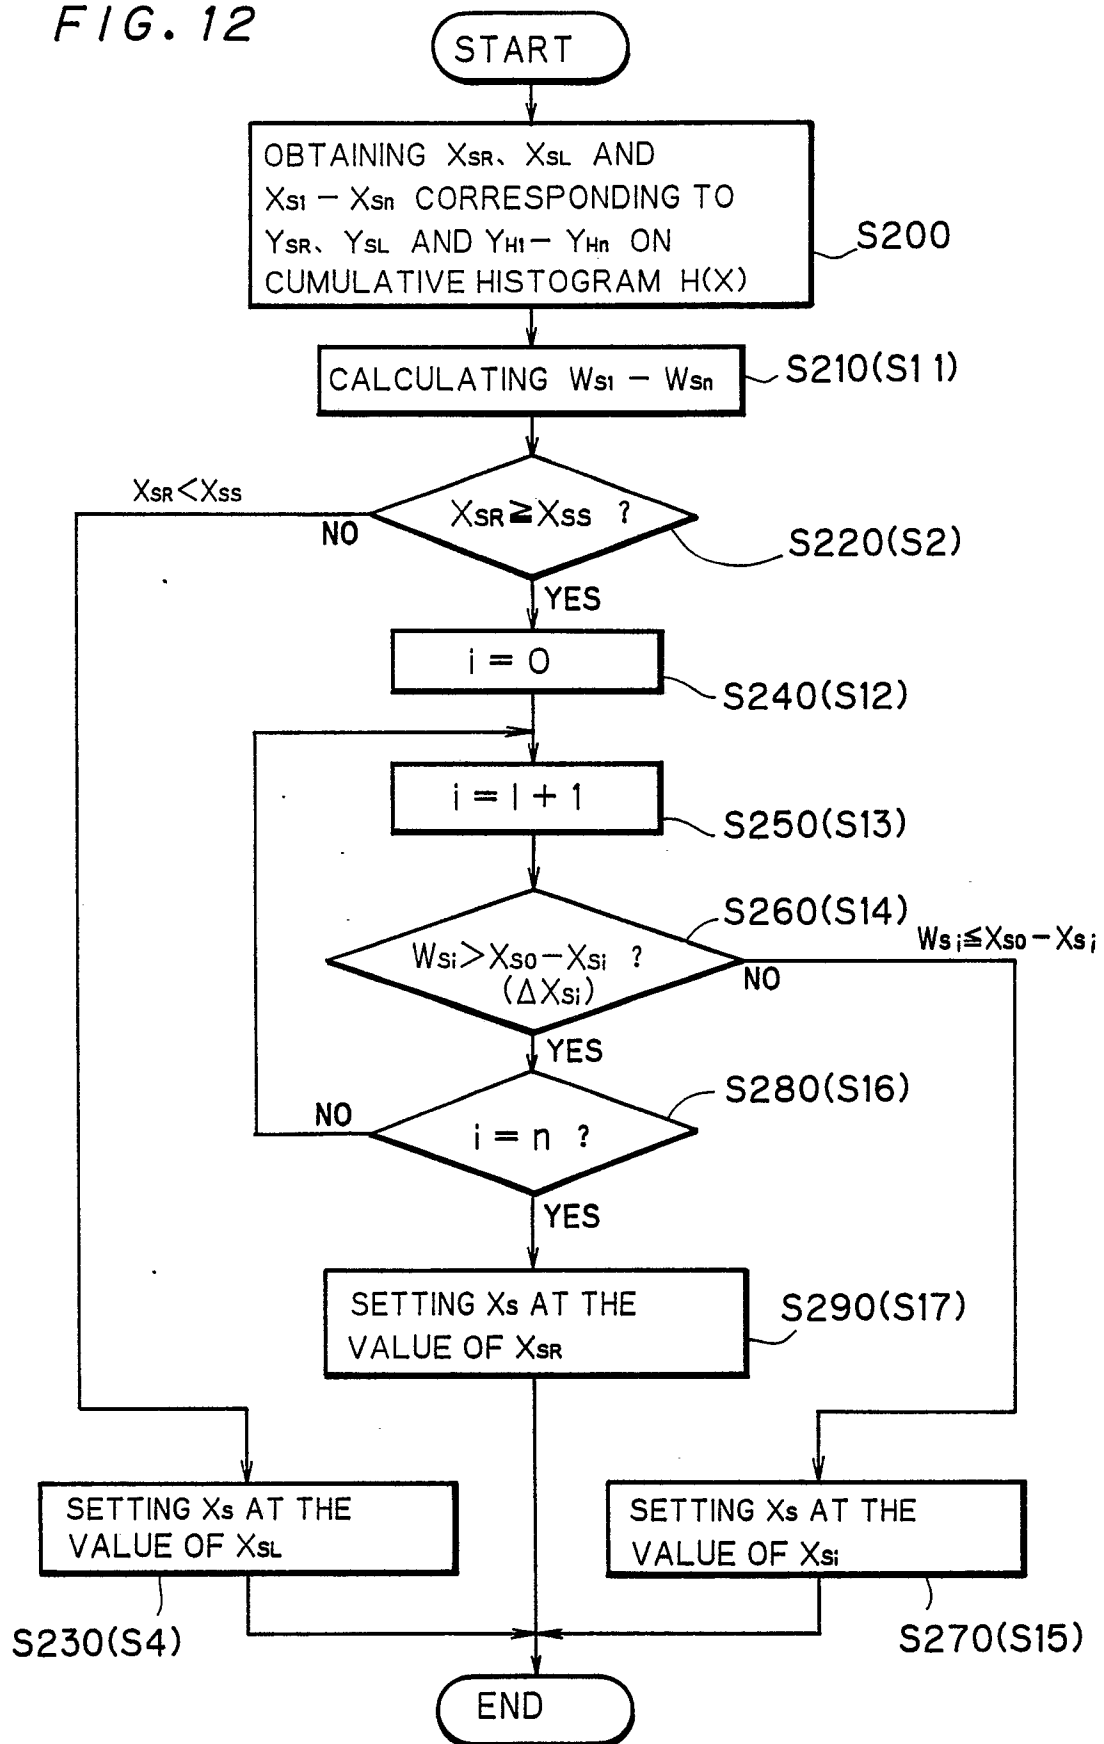 FIG. 12
START
OBTAINING XSR、 XSL AND
XS1 − XSn CORRESPONDING TO
YSR、 YSL AND YH1 − YHn ON
CUMULATIVE HISTOGRAM H(X)
S200
CALCULATING WS1 − WSn
S210(S11)
XSR<XSS
XSR≧XSS ?
NO
S220(S2)
YES
i = 0
S240(S12)
i = I + 1
S250(S13)
S260(S14)
WSi≦XSO−XSi
WSi>XSO−XSi ?
(ΔXSi)
NO
YES
S280(S16)
NO
i = n ?
YES
SETTING XS AT THE
VALUE OF XSR
S290(S17)
SETTING XS AT THE
VALUE OF XSL
SETTING XS AT THE
VALUE OF XSi
S230(S4)
S270(S15)
END